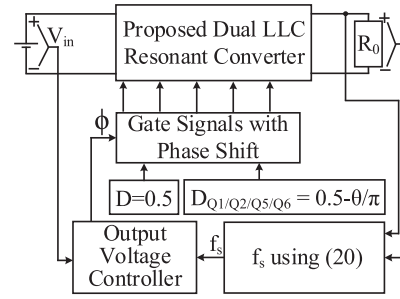 Proposed Dual LLC
Resonant Converter
+
V_in
−
R_0
+
−
ϕ
Gate Signals with
Phase Shift
D=0.5
D_Q1/Q2/Q5/Q6 = 0.5-θ/π
Output
Voltage
Controller
f_s
f_s using (20)